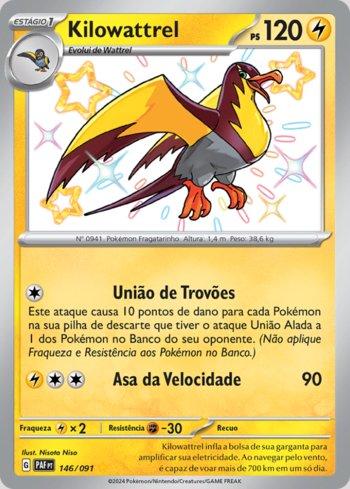 ESTÁGIO 1
Kilowattrel
PS 120
Evolui de Wattrel
Nº 0941 Pokémon Fragatarinho Altura: 1,4 m Peso: 38,6 kg
União de Trovões
Este ataque causa 10 pontos de dano para cada Pokémon
na sua pilha de descarte que tiver o ataque União Alada a
1 dos Pokémon no Banco do seu oponente. (Não aplique
Fraqueza e Resistência aos Pokémon no Banco.)
Asa da Velocidade 90
Fraqueza x 2 Resistência -30 Recuo
Ilust. Nisota Niso
G PAF PT 146/091
Kilowattrel infla a bolsa de sua garganta
para amplificar sua eletricidade. Ao navegar pelo vento,
é capaz de voar mais de 700 km em um só dia.
©2024 Pokémon/Nintendo/Creatures/GAME FREAK